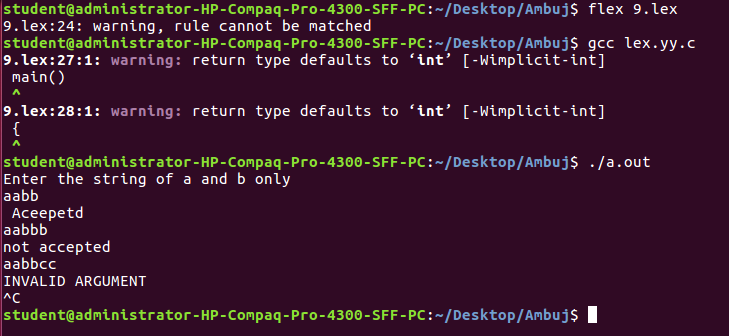 student@administrator-HP-Compaq-Pro-4300-SFF-PC:~/Desktop/Ambuj$ flex 9.lex
9.lex:24: warning, rule cannot be matched
student@administrator-HP-Compaq-Pro-4300-SFF-PC:~/Desktop/Ambuj$ gcc lex.yy.c
9.lex:27:1: warning: return type defaults to ‘int’ [-Wimplicit-int]
 main()
 ^
9.lex:28:1: warning: return type defaults to ‘int’ [-Wimplicit-int]
 {
 ^
student@administrator-HP-Compaq-Pro-4300-SFF-PC:~/Desktop/Ambuj$ ./a.out
Enter the string of a and b only
aabb
 Aceepetd
aabbb
not accepted
aabbcc
INVALID ARGUMENT
^C
student@administrator-HP-Compaq-Pro-4300-SFF-PC:~/Desktop/Ambuj$